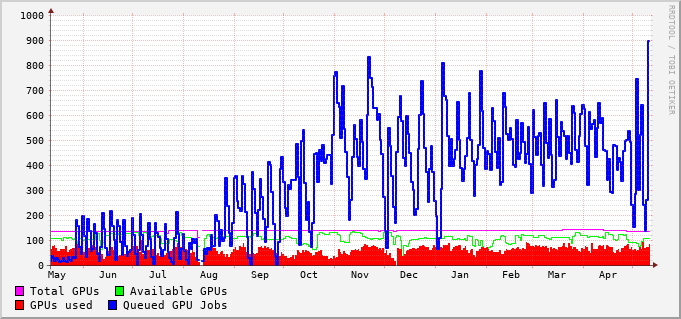 1000
900
800
700
600
500
400
300
200
100
0
May Jun Jul Aug Sep Oct Nov Dec Jan Feb Mar Apr
Total GPUs Available GPUs
GPUs used Queued GPU Jobs
RRDTOOL / TOBI OETIKER